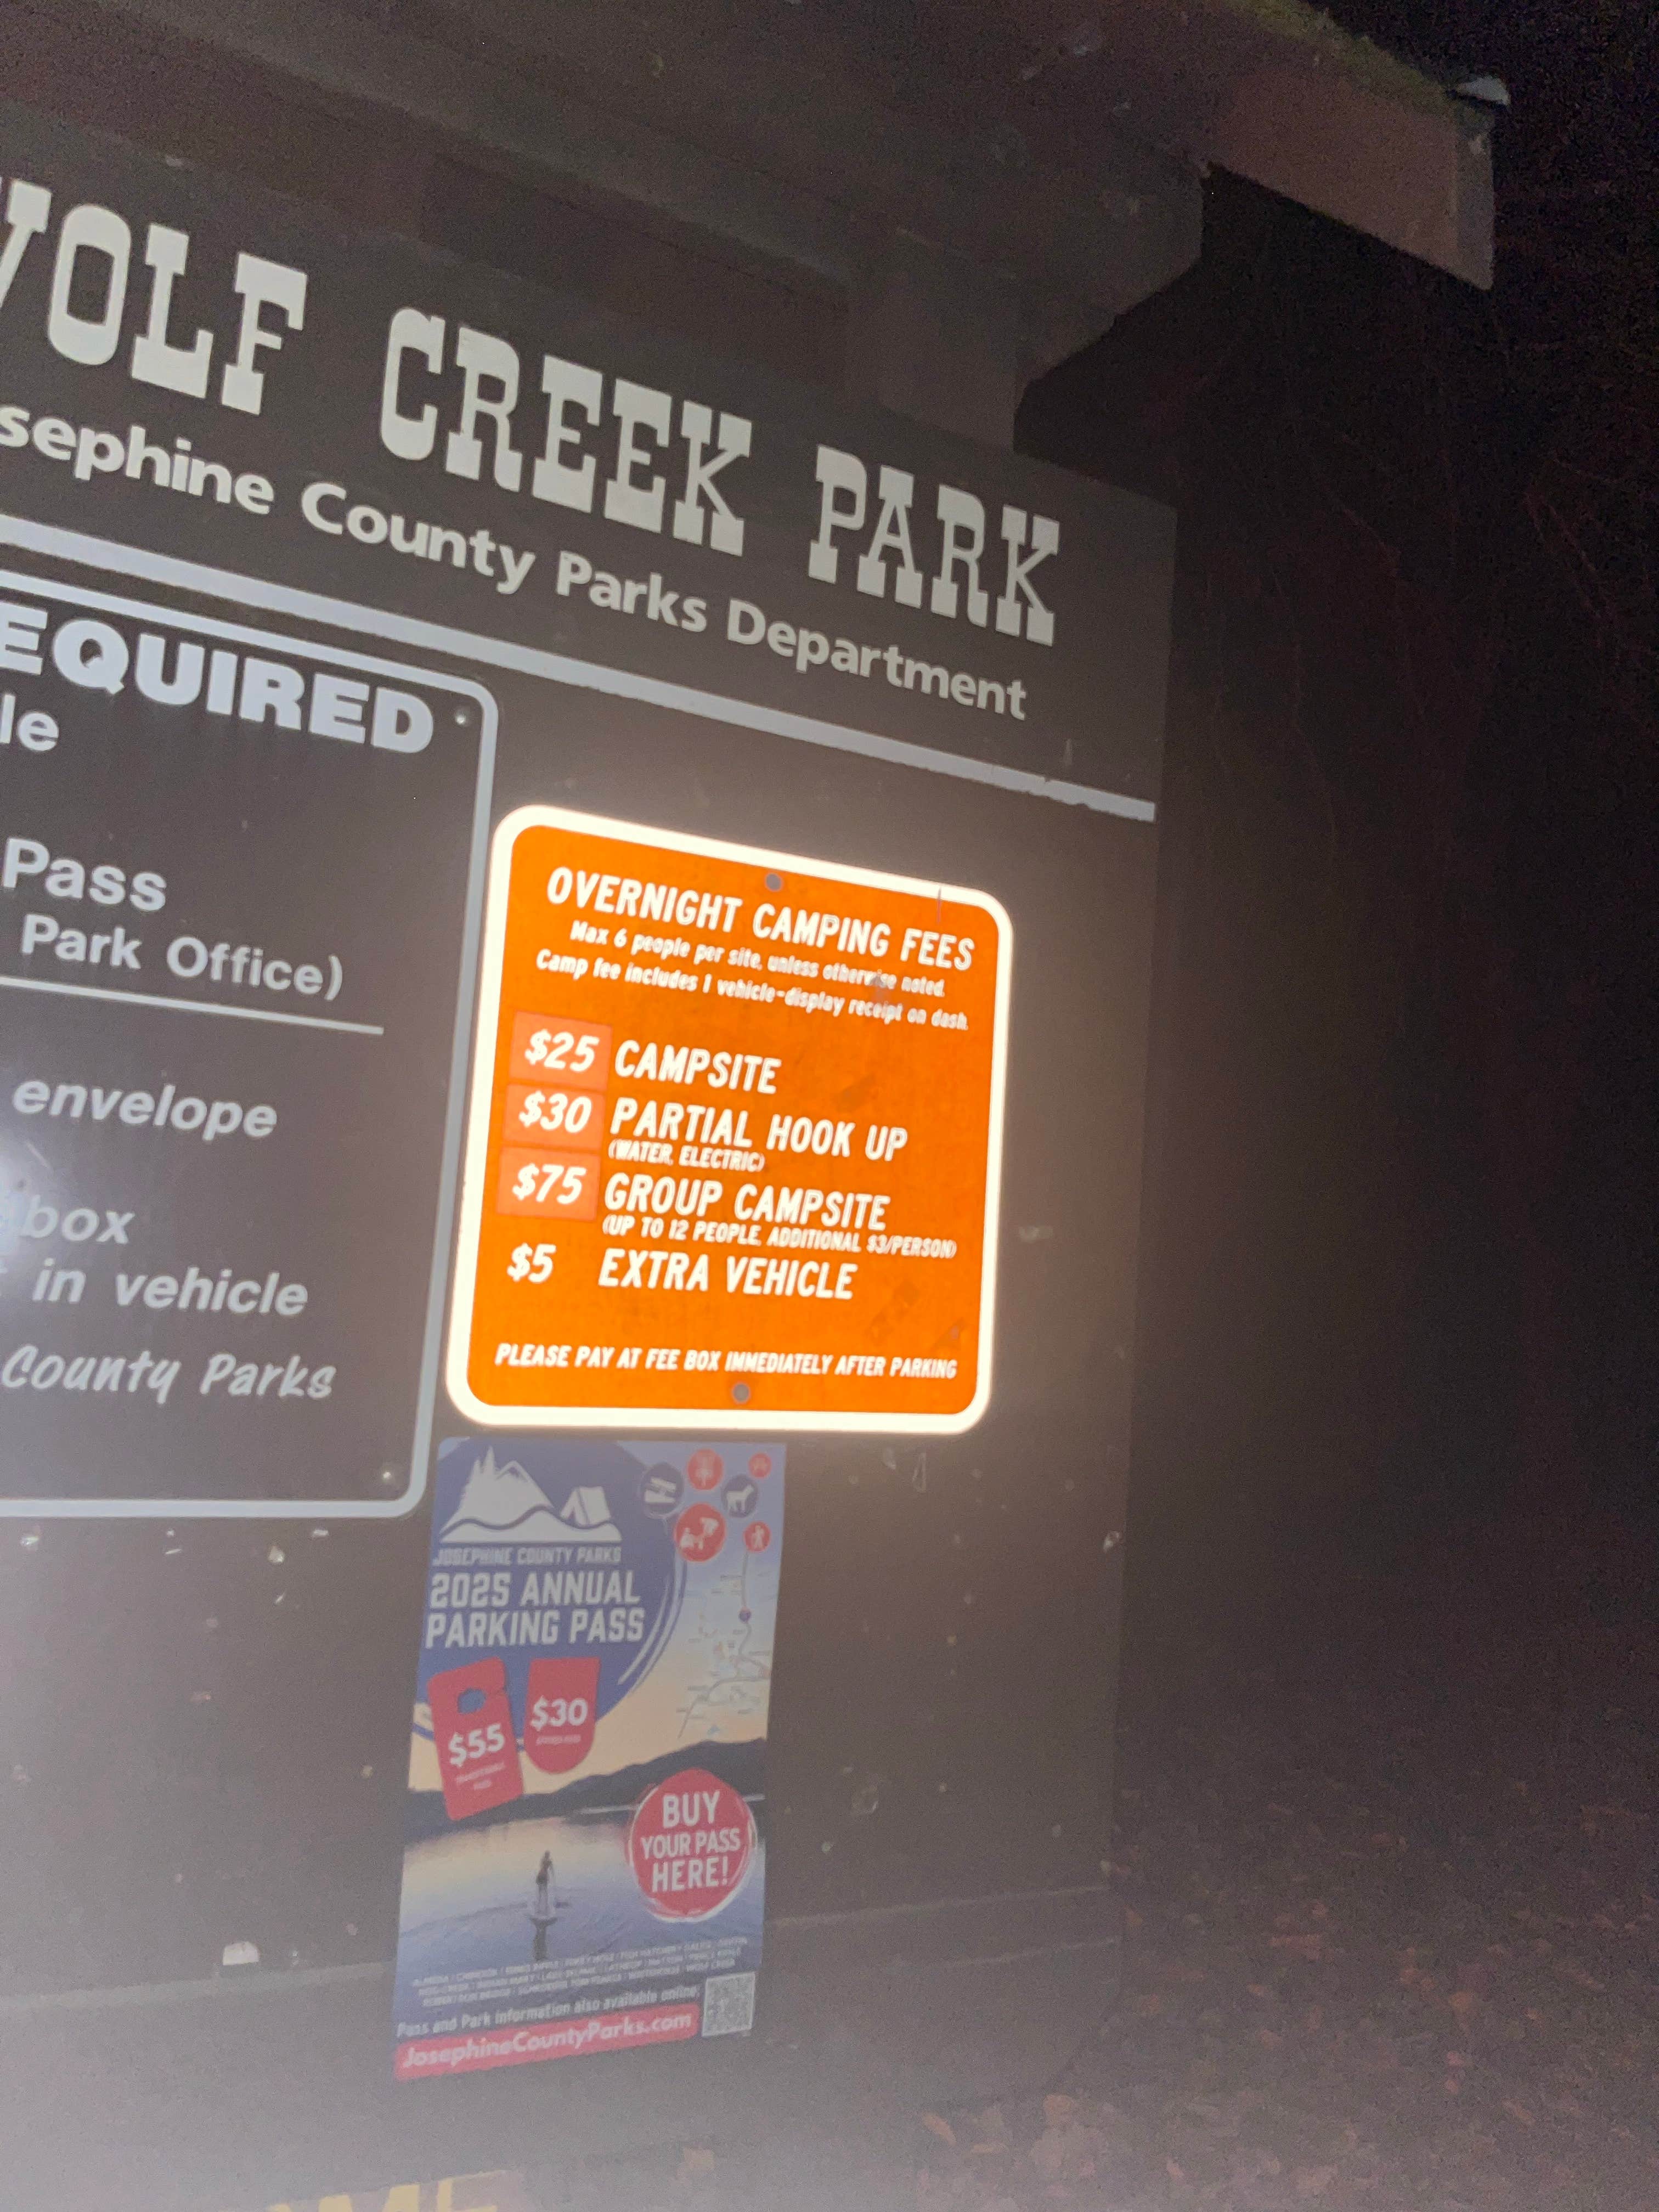 OLF CREEK PARK
sephine County Parks Department
EQUIRED
le
Pass
Park Office)
envelope
box
in vehicle
County Parks
OVERNIGHT CAMPING FEES
Max 6 people per site, unless otherwise noted.
Camp fee includes 1 vehicle-display receipt on dash.
$25 CAMPSITE
$30 PARTIAL HOOK UP
(WATER, ELECTRIC)
$75 GROUP CAMPSITE
(UP TO 12 PEOPLE, ADDITIONAL $3/PERSON)
$5 EXTRA VEHICLE
PLEASE PAY AT FEE BOX IMMEDIATELY AFTER PARKING
JOSEPHINE COUNTY PARKS
2025 ANNUAL
PARKING PASS
$55
$30
BUY
YOUR PASS
HERE!
Pass and Park information also available online:
JosephineCountyParks.com